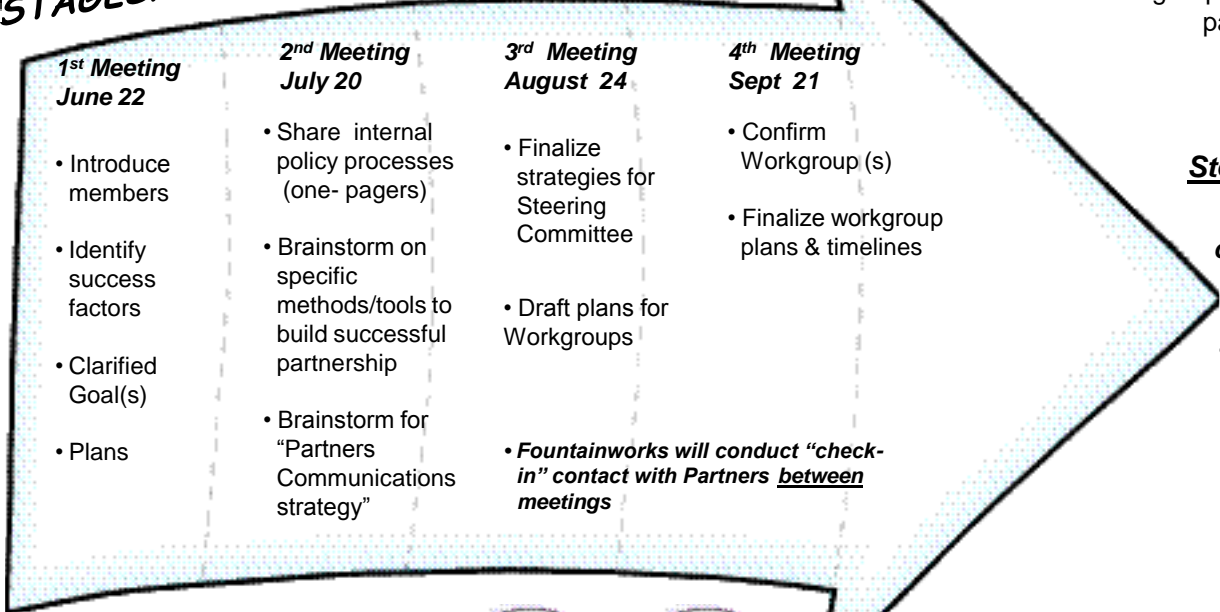 STAGES
1st Meeting
June 22
• Introduce
members
• Identify
success
factors
• Clarified
Goal(s)
• Plans
2nd Meeting
July 20
• Share internal
policy processes
(one- pagers)
• Brainstorm on
specific
methods/tools to
build successful
partnership
• Brainstorm for
“Partners
Communications
strategy”
3rd Meeting
August 24
• Finalize
strategies for
Steering
Committee
• Draft plans for
Workgroups
• Fountainworks will conduct “check-
in” contact with Partners between
meetings
4th Meeting
Sept 21
• Confirm
Workgroup (s)
• Finalize workgroup
plans & timelines